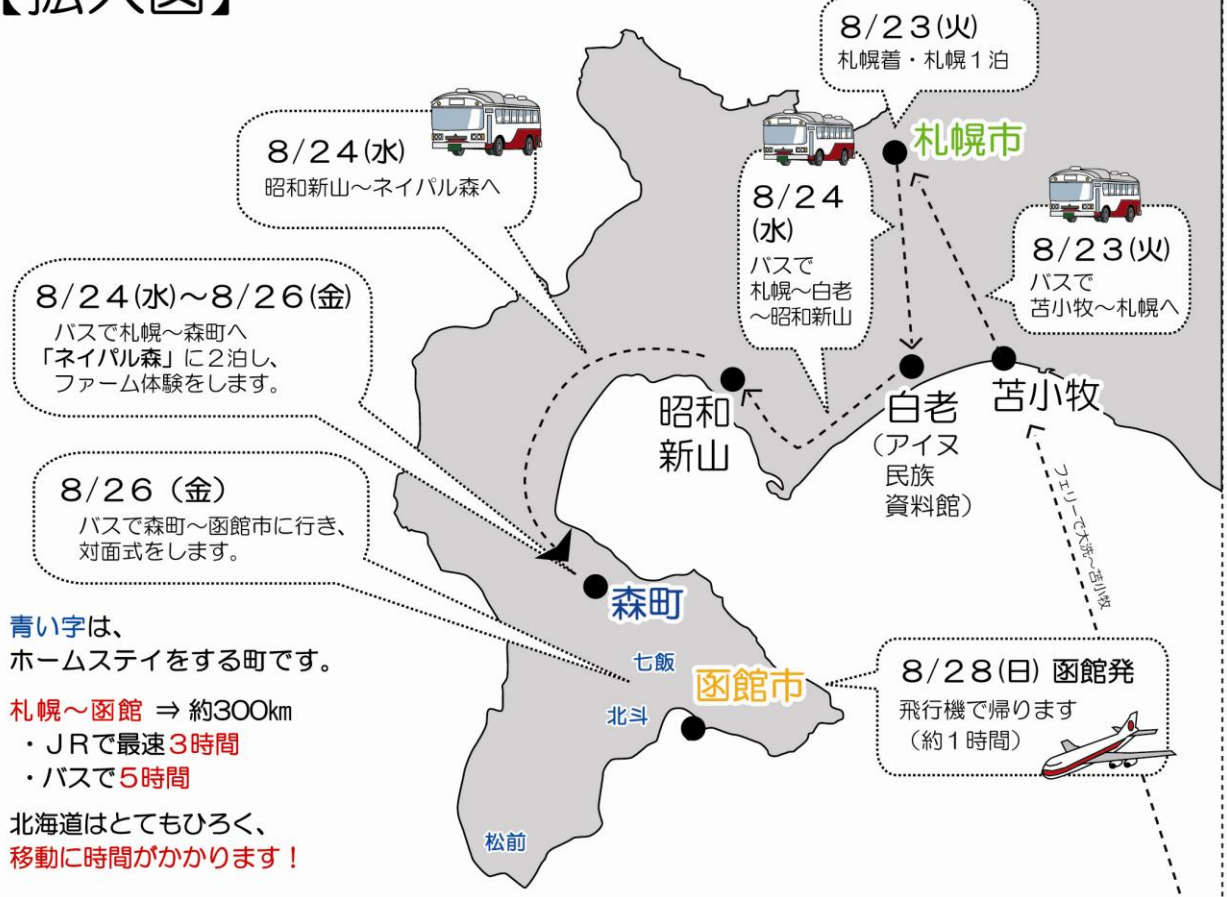 【拡大図】
8/23(火)
札幌着・札幌1泊
札幌市
8/24(水)
昭和新山～ネイパル森へ
8/24
(水)
バスで
札幌～白老
～昭和新山
8/23(火)
バスで
苫小牧～札幌へ
8/24(水)～8/26(金)
バスで札幌～森町へ
「ネイパル森」に2泊し、
ファーム体験をします。
昭和
新山
白老
(アイヌ
民族
資料館)
苫小牧
フェリーで大洗～苫小牧
8/26(金)
バスで森町～函館市に行き、
対面式をします。
森町
七飯
函館市
北斗
松前
8/28(日) 函館発
飛行機で帰ります
(約1時間)
青い字は、
ホームステイをする町です。
札幌～函館 ⇒ 約300km
・JRで最速3時間
・バスで5時間
北海道はとてもひろく、
移動に時間がかかります！